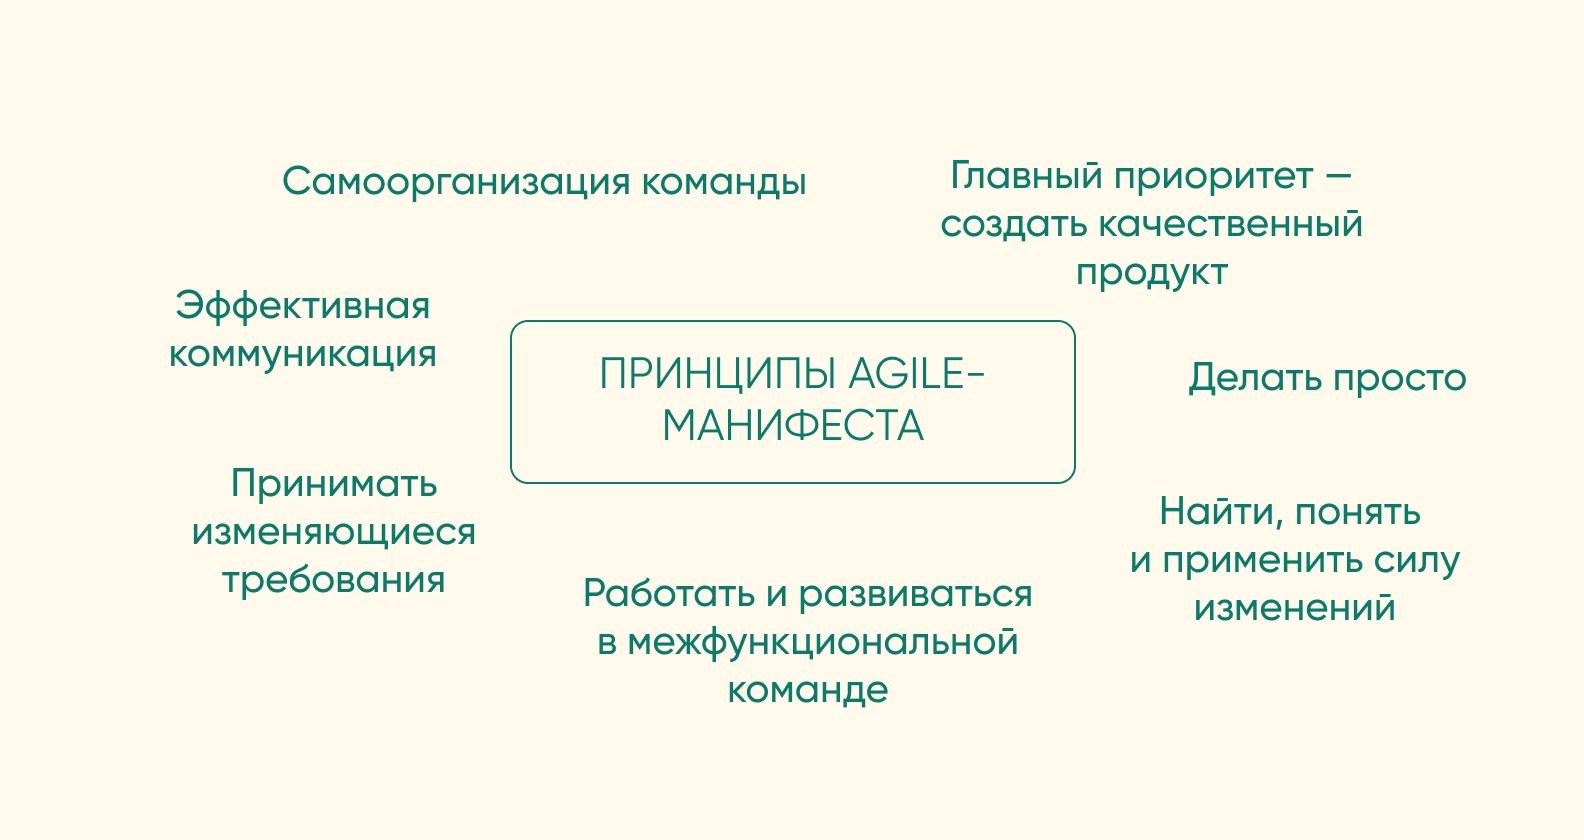 Самоорганизация команды
Главный приоритет —
создать качественный
продукт
Эффективная
коммуникация
ПРИНЦИПЫ AGILE-
МАНИФЕСТА
Делать просто
Принимать
изменяющиеся
требования
Найти, понять
и применить силу
изменений
Работать и развиваться
в межфункциональной
команде